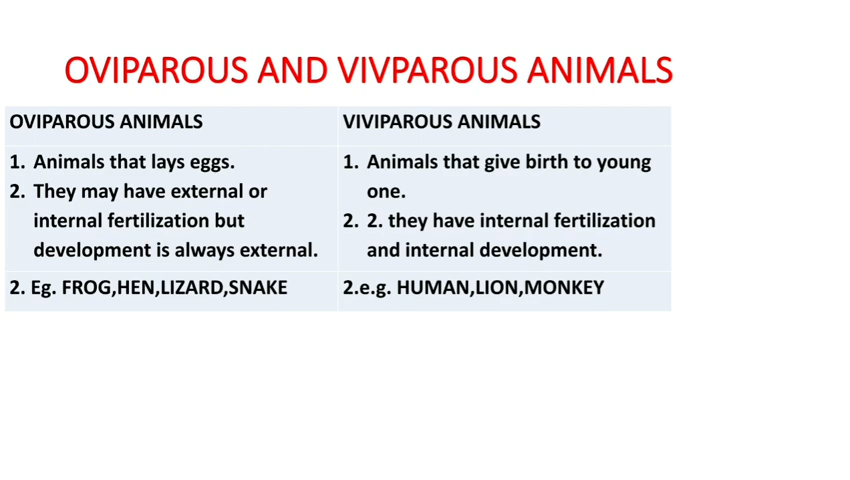 OVIPAROUS AND VIVPAROUS ANIMALS
OVIPAROUS ANIMALS
1. Animals that lays eggs.
2. They may have external or
internal fertilization but
development is always external.
2. Eg. FROG,HEN,LIZARD,SNAKE
VIVIPAROUS ANIMALS
1. Animals that give birth to young
one.
2. 2. they have internal fertilization
and internal development.
2.e.g. HUMAN,LION,MONKEY